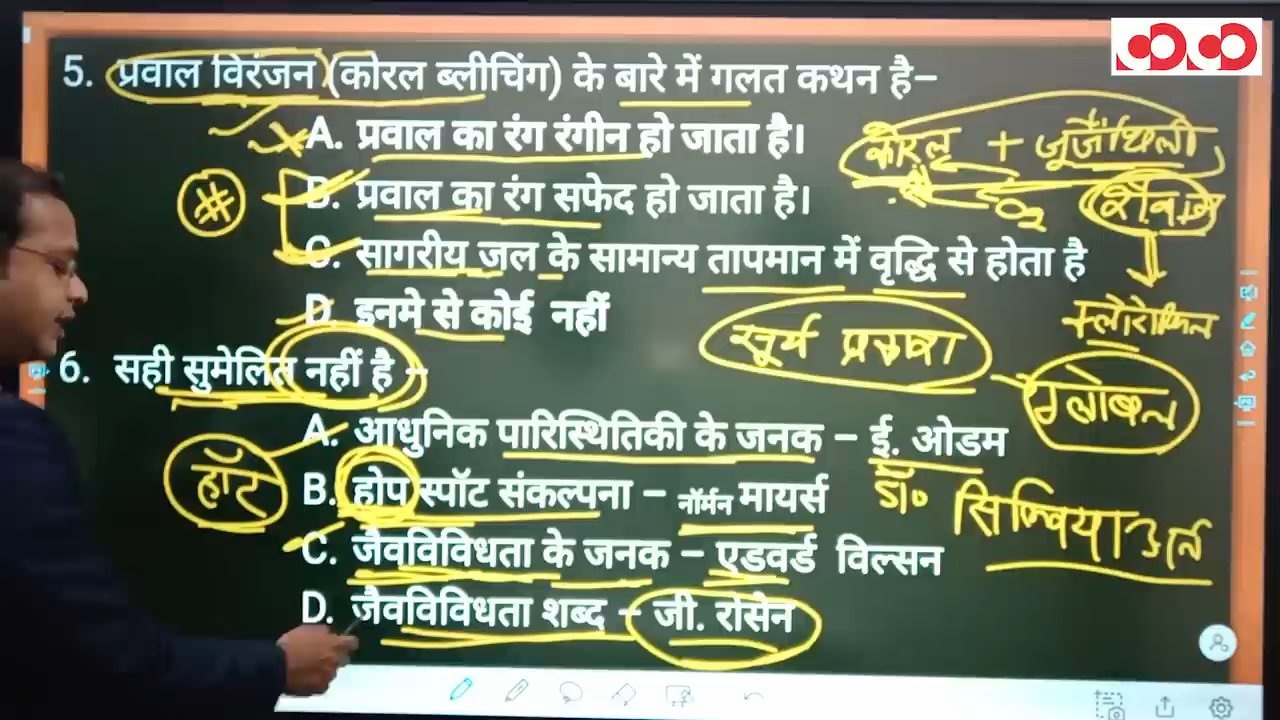 5. प्रवाल विरंजन (कोरल ब्लीचिंग) के बारे में गलत कथन है–
A. प्रवाल का रंग रंगीन हो जाता है।
कोरल + जूजैंथिली
B. प्रवाल का रंग सफेद हो जाता है।
C. सागरीय जल के सामान्य तापमान में वृद्धि से होता है
D. इनमे से कोई नहीं
सूर्य प्रकाश
6. सही सुमेलित नहीं है –
ग्लोबल
A. आधुनिक पारिस्थितिकी के जनक – ई. ओडम
हॉट
B. होप स्पॉट संकल्पना – नॉर्मन मायर्स
डॉ०
C. जैवविविधता के जनक – एडवर्ड विल्सन
D. जैवविविधता शब्द – जी. रोसेन